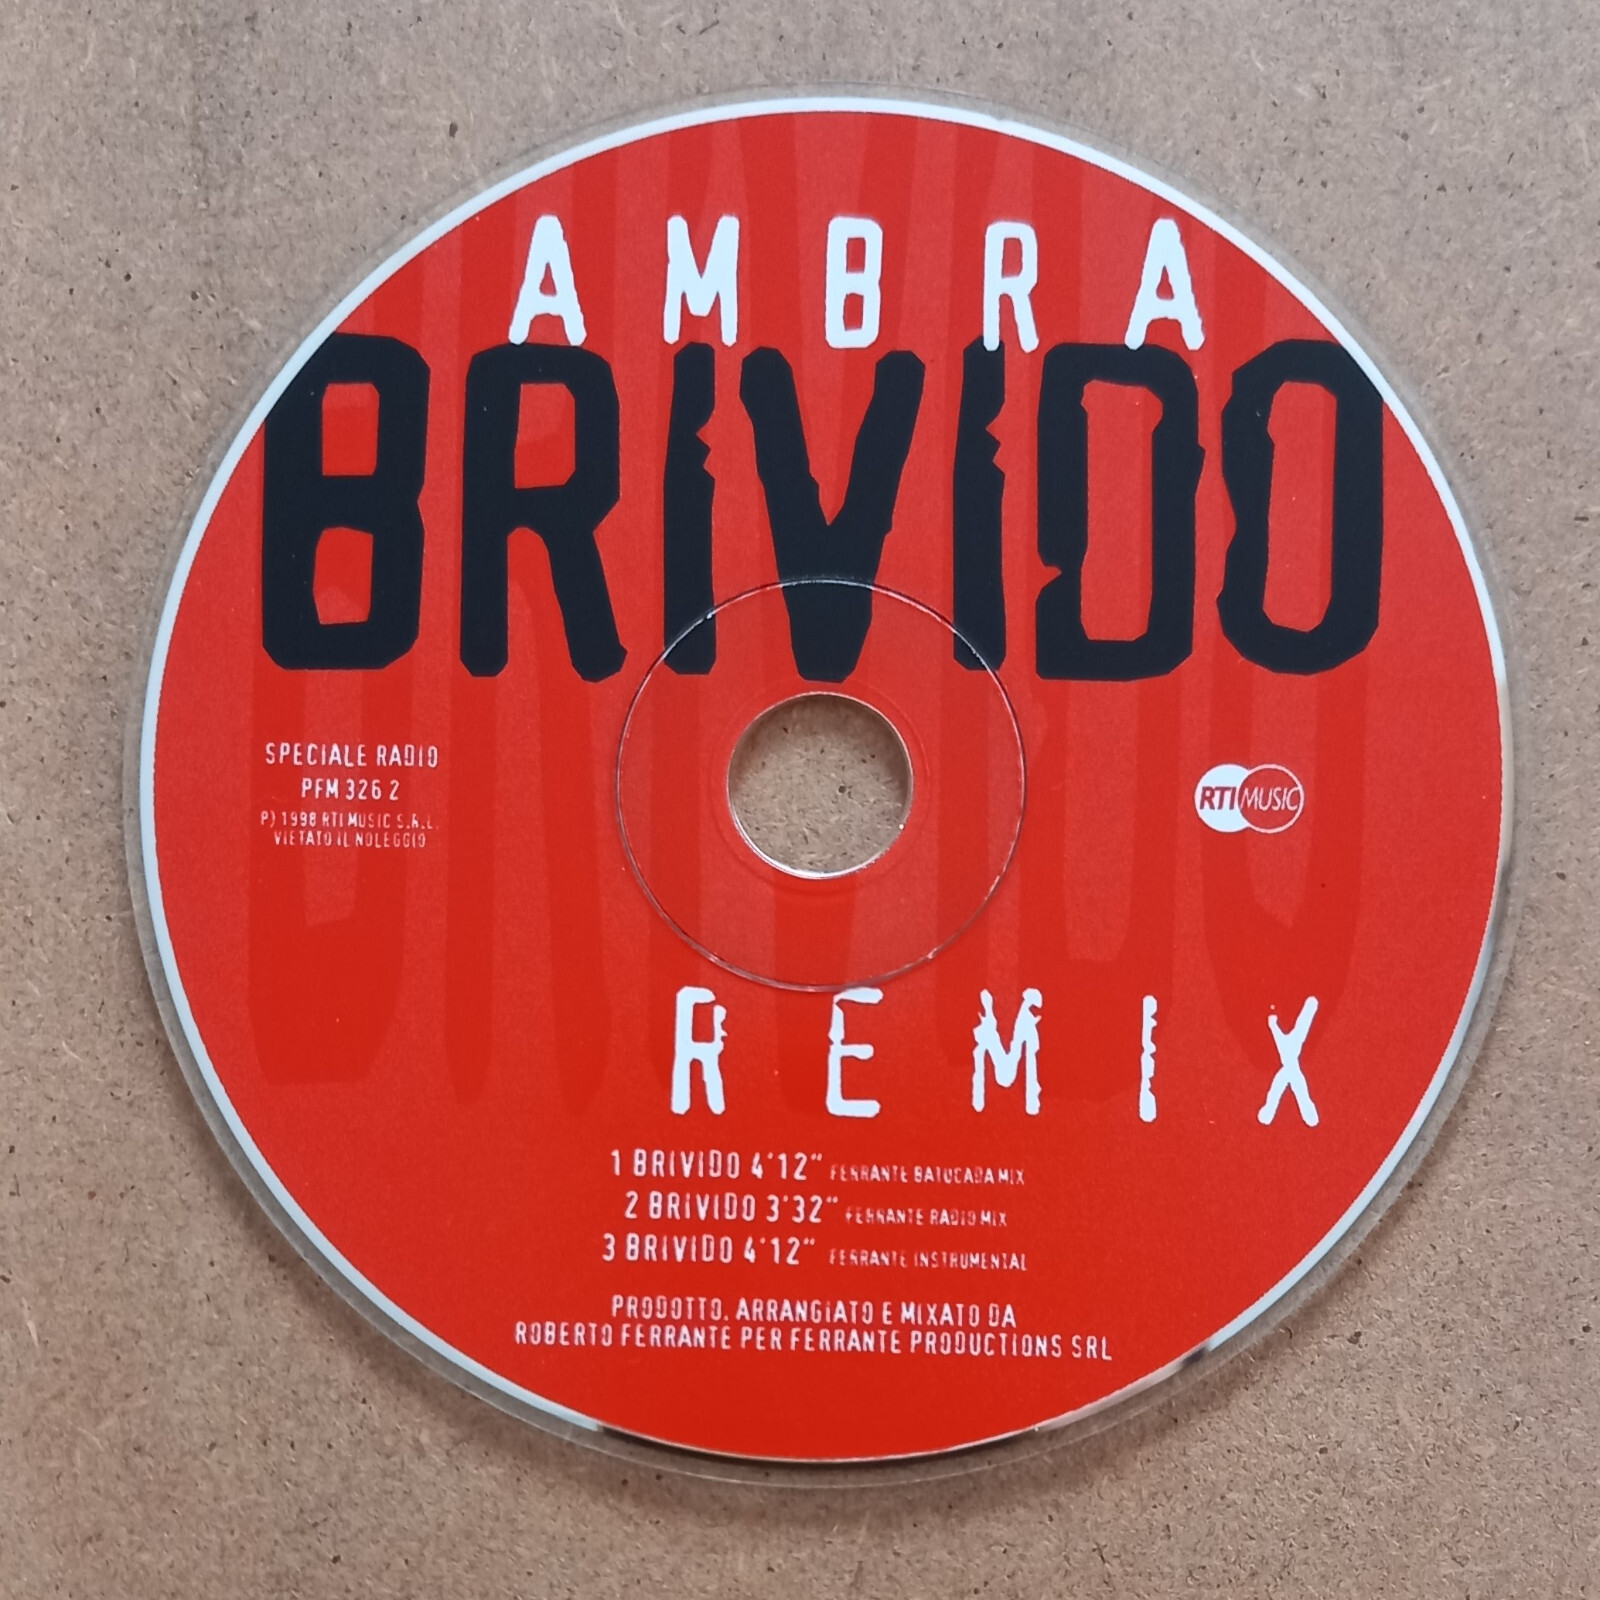 AMBRA
BRIVIDO
SPECIALE RADIO
PFM 326 2
P) 1998 RTI MUSIC S.R.L.
VIETATO IL NOLEGGIO
RTI MUSIC
REMIX
1 BRIVIDO 4'12" FERRANTE BATUCADA MIX
2 BRIVIDO 3'32" FERRANTE RADIO MIX
3 BRIVIDO 4'12" FERRANTE INSTRUMENTAL
PRODOTTO, ARRANGIATO E MIXATO DA
ROBERTO FERRANTE PER FERRANTE PRODUCTIONS SRL